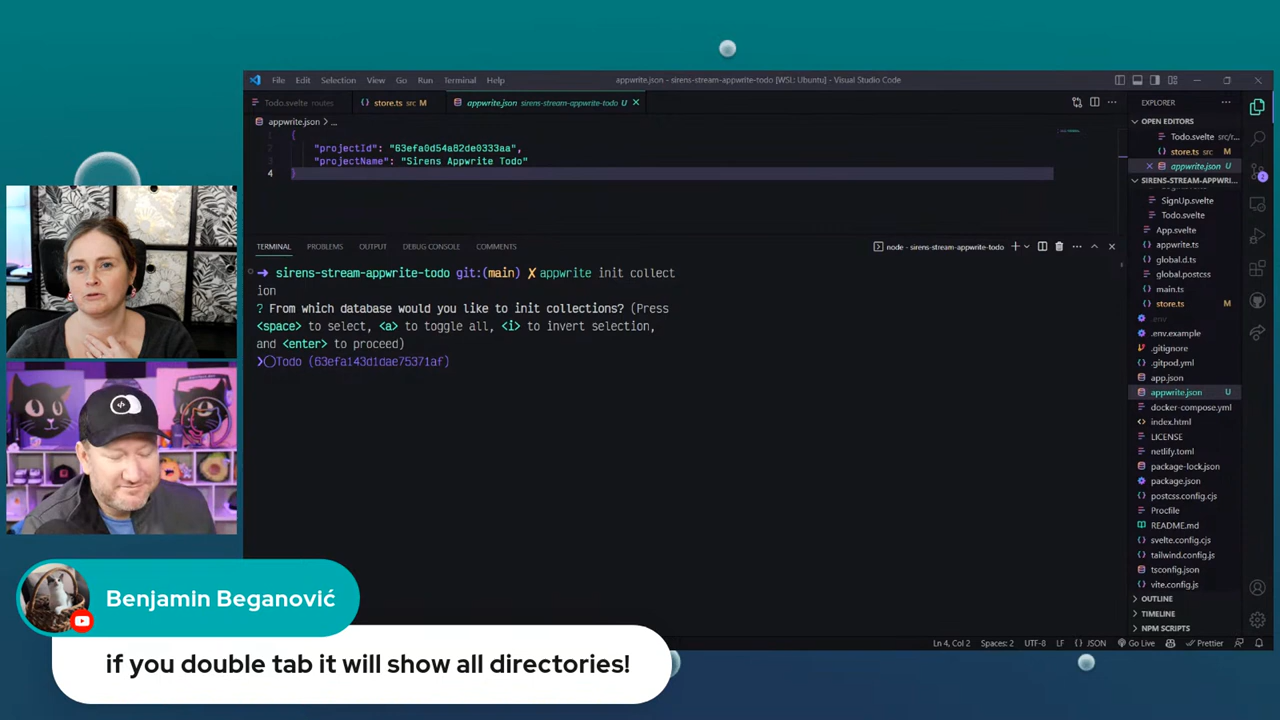 File Edit Selection View Go Run Terminal Help
appwrite.json - sirens-stream-appwrite-todo [WSL: Ubuntu] - Visual Studio Code
Todo.svelte routes
store.ts src M
appwrite.json sirens-stream-appwrite-todo U
appwrite.json > ...
1 {
2 "projectId": "63efa0d54a82de0333aa",
3 "projectName": "Sirens Appwrite Todo"
4 }
TERMINAL PROBLEMS OUTPUT DEBUG CONSOLE COMMENTS
node - sirens-stream-appwrite-todo
sirens-stream-appwrite-todo git:(main) ✗ appwrite init collect
ion
? From which database would you like to init collections? (Press
<space> to select, <a> to toggle all, <i> to invert selection,
and <enter> to proceed)
❯◯Todo (63efa143d1dae75371af)
EXPLORER
OPEN EDITORS
Todo.svelte src/r...
store.ts src M
appwrite.json U
SIRENS-STREAM-APPWRI...
SignUp.svelte
Todo.svelte
App.svelte
appwrite.ts
global.d.ts
global.postcss
main.ts
store.ts M
.env
.env.example
.gitignore
.gitpod.yml
app.json
appwrite.json U
docker-compose.yml
index.html
LICENSE
netlify.toml
package-lock.json
package.json
postcss.config.cjs
Procfile
README.md
svelte.config.cjs
tailwind.config.cjs
tsconfig.json
vite.config.js
OUTLINE
TIMELINE
NPM SCRIPTS
2
Ln 4, Col 2 Spaces: 2 UTF-8 LF { } JSON Go Live Prettier
Benjamin Beganović
if you double tab it will show all directories!